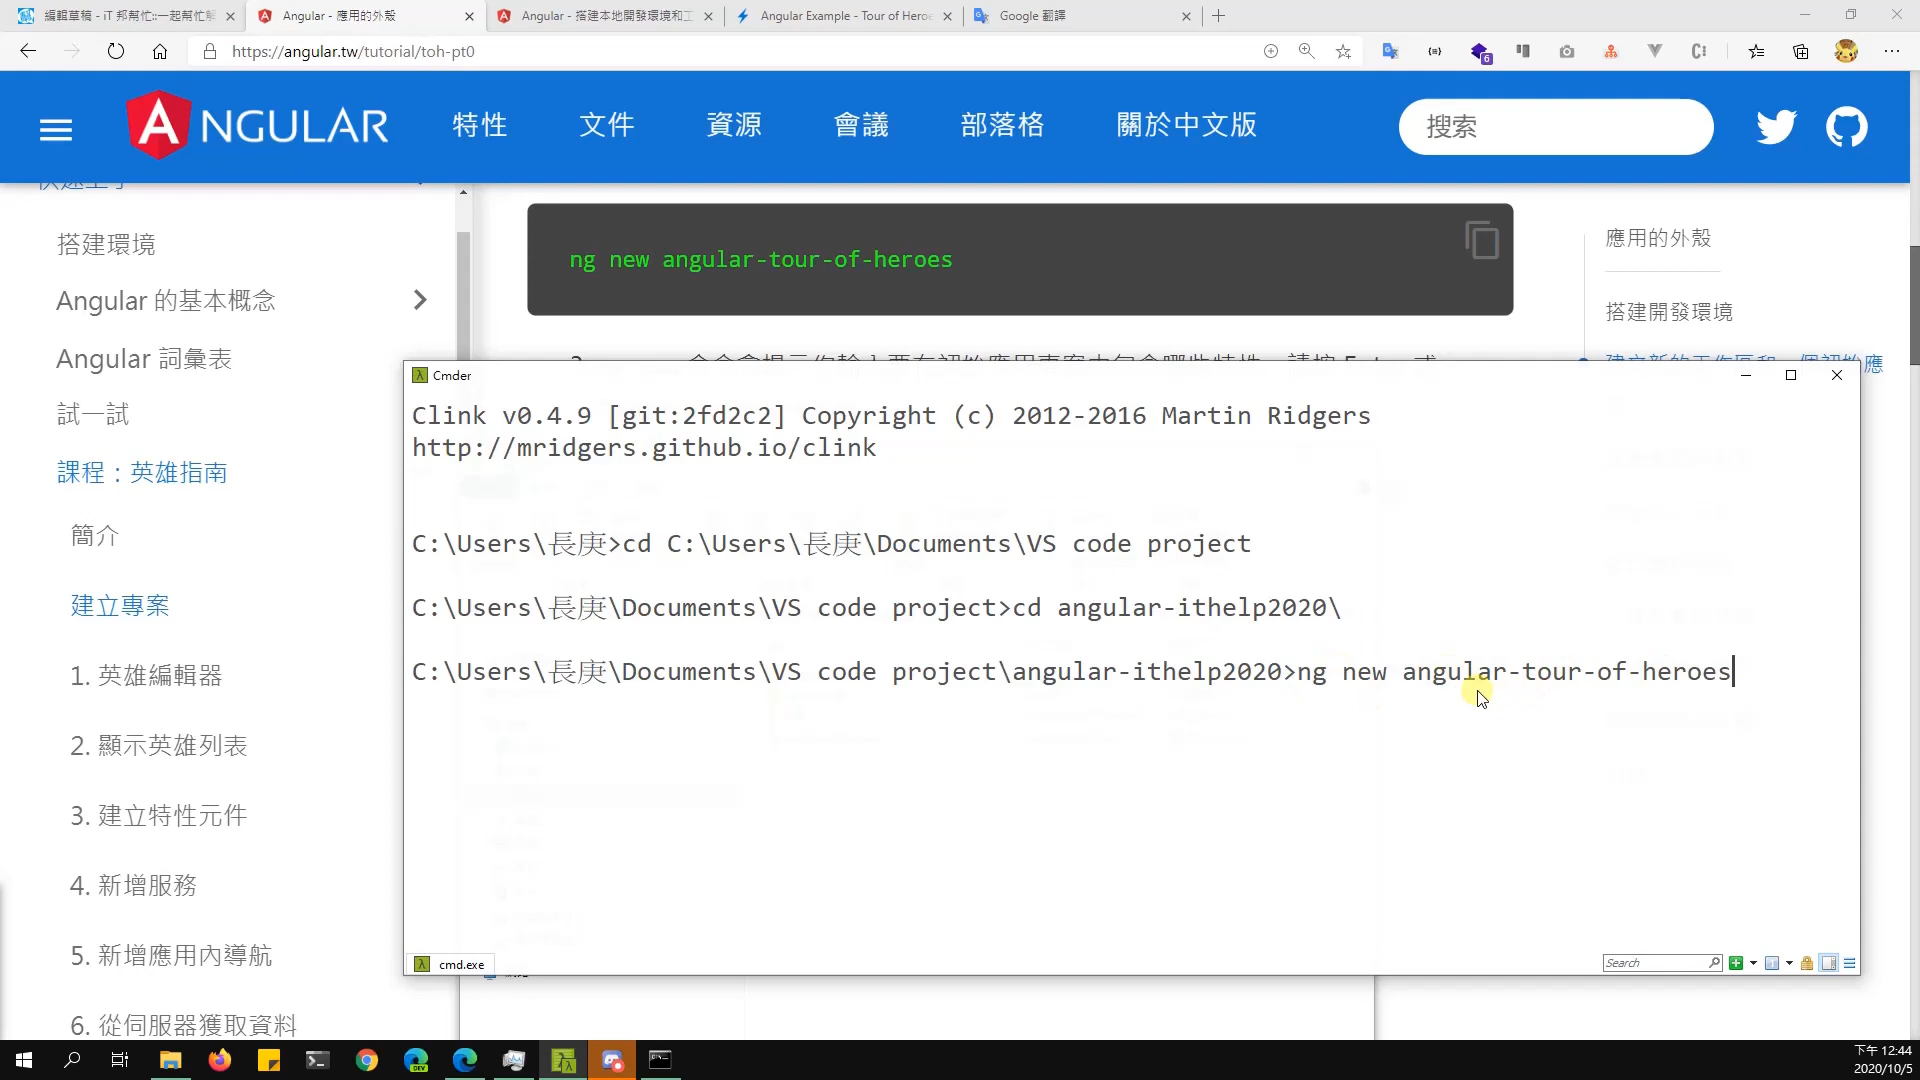 編輯草稿 - iT 邦幫忙::一起幫忙解
Angular - 應用的外殼
Angular - 搭建本地開發環境和工
Angular Example - Tour of Heroe
Google 翻譯
https://angular.tw/tutorial/toh-pt0
6
ANGULAR
特性
文件
資源
會議
部落格
關於中文版
搜索
搭建環境
Angular 的基本概念
Angular 詞彙表
試一試
課程：英雄指南
簡介
建立專案
1. 英雄編輯器
2. 顯示英雄列表
3. 建立特性元件
4. 新增服務
5. 新增應用內導航
6. 從伺服器獲取資料
ng new angular-tour-of-heroes
應用的外殼
搭建開發環境
Cmder
Clink v0.4.9 [git:2fd2c2] Copyright (c) 2012-2016 Martin Ridgers
http://mridgers.github.io/clink
C:\Users\長庚>cd C:\Users\長庚\Documents\VS code project
C:\Users\長庚\Documents\VS code project>cd angular-ithelp2020\
C:\Users\長庚\Documents\VS code project\angular-ithelp2020>ng new angular-tour-of-heroes
cmd.exe
Search
DEV
下午 12:44
2020/10/5